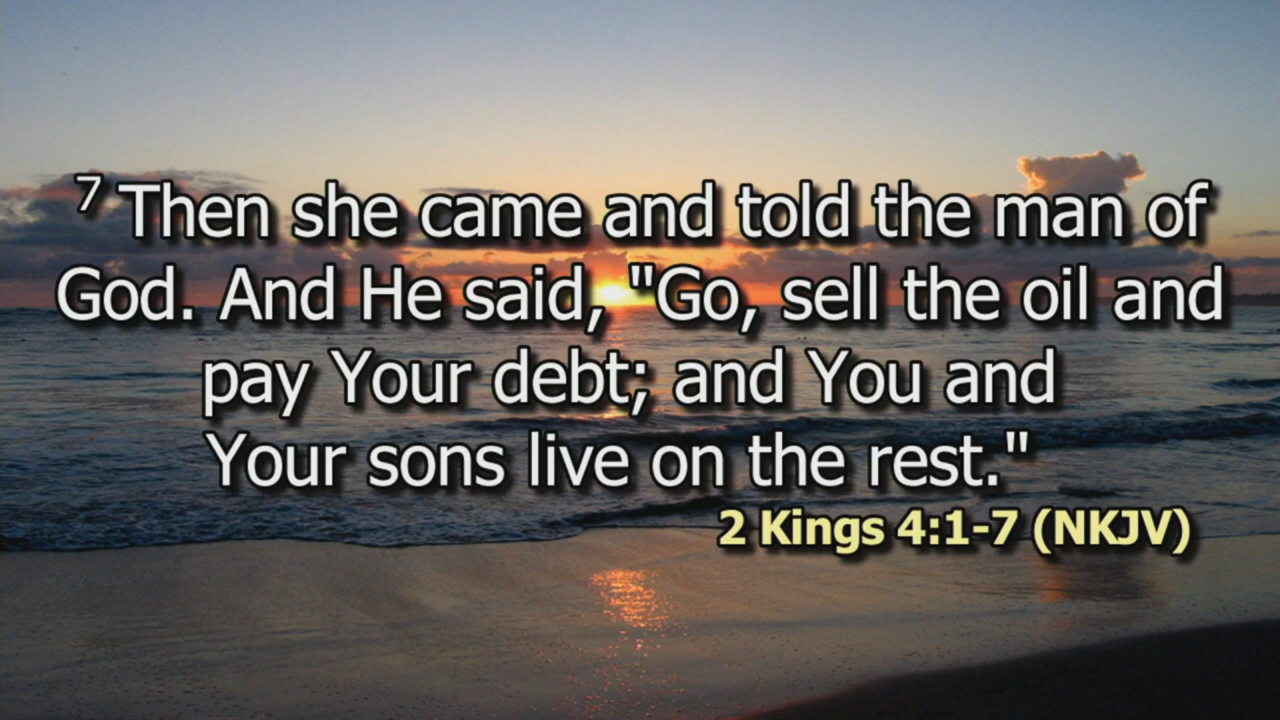 7 Then she came and told the man of
God. And He said, "Go, sell the oil and
pay Your debt; and You and
Your sons live on the rest."
2 Kings 4:1-7 (NKJV)